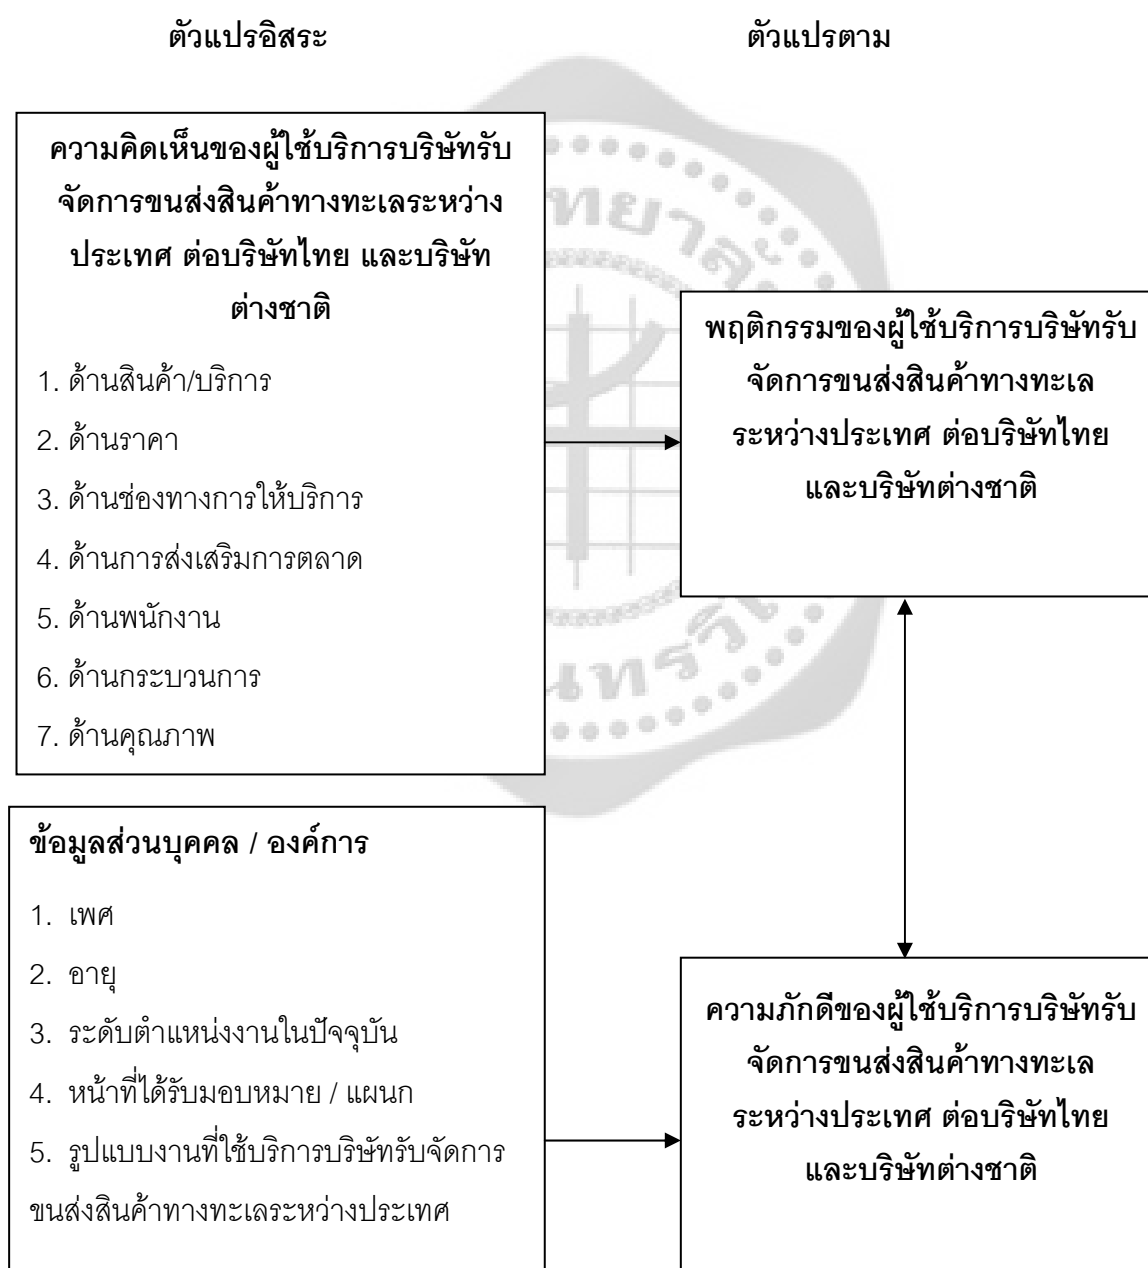 ตัวแปรอิสระ
ตัวแปรตาม
ความคิดเห็นของผู้ใช้บริการบริษัทรับ
จัดการขนส่งสินค้าทางทะเลระหว่าง
ประเทศ ต่อบริษัทไทย และบริษัท
ต่างชาติ
1. ด้านสินค้า/บริการ
2. ด้านราคา
3. ด้านช่องทางการให้บริการ
4. ด้านการส่งเสริมการตลาด
5. ด้านพนักงาน
6. ด้านกระบวนการ
7. ด้านคุณภาพ
พฤติกรรมของผู้ใช้บริการบริษัทรับ
จัดการขนส่งสินค้าทางทะเล
ระหว่างประเทศ ต่อบริษัทไทย
และบริษัทต่างชาติ
ข้อมูลส่วนบุคคล / องค์การ
1. เพศ
2. อายุ
3. ระดับตำแหน่งงานในปัจจุบัน
4. หน้าที่ได้รับมอบหมาย / แผนก
5. รูปแบบงานที่ใช้บริการบริษัทรับจัดการ
ขนส่งสินค้าทางทะเลระหว่างประเทศ
ความภักดีของผู้ใช้บริการบริษัทรับ
จัดการขนส่งสินค้าทางทะเล
ระหว่างประเทศ ต่อบริษัทไทย
และบริษัทต่างชาติ